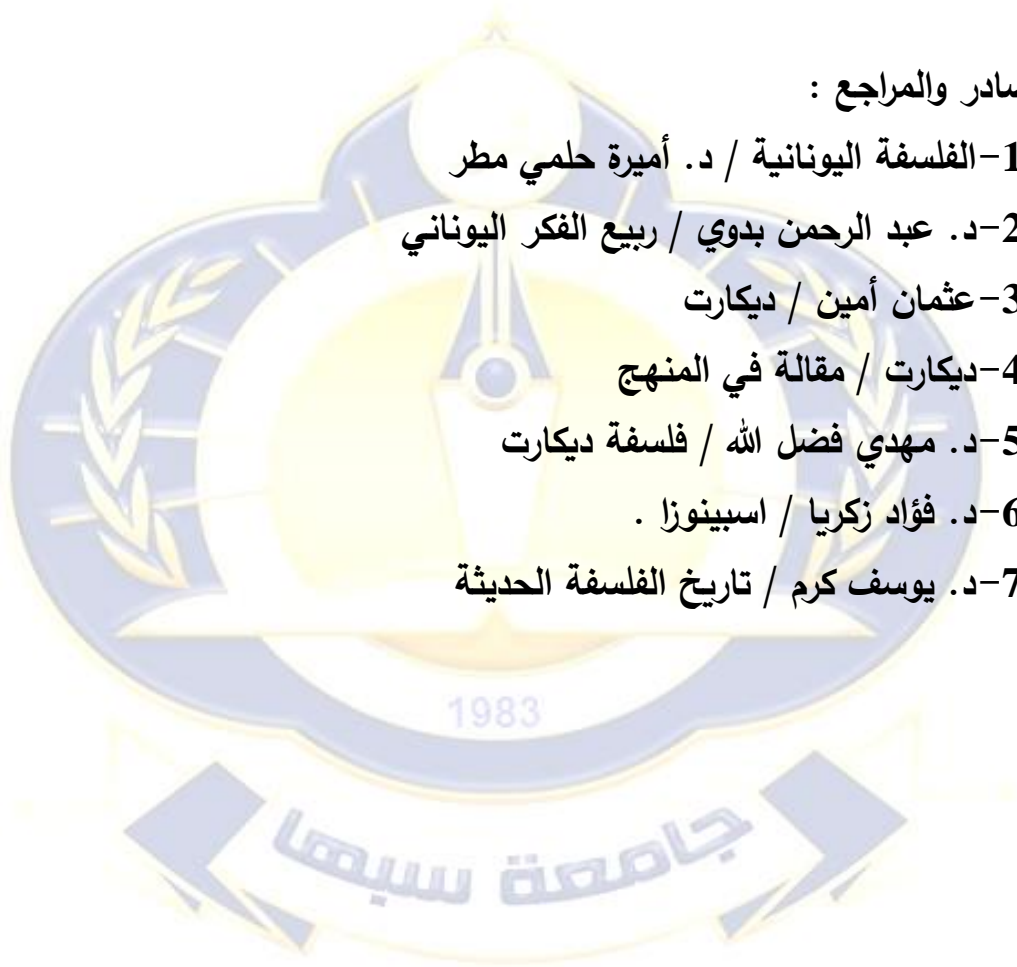 سادر والمراجع :
1-الفلسفة اليونانية / د. أميرة حلمي مطر
2-د. عبد الرحمن بدوي / ربيع الفكر اليوناني
3-عثمان أمين / ديكارت
4-ديكارت / مقالة في المنهج
5-د. مهدي فضل الله / فلسفة ديكارت
6-د. فؤاد زكريا / اسبينوزا .
7-د. يوسف كرم / تاريخ الفلسفة الحديثة
1983
جامعة سبها